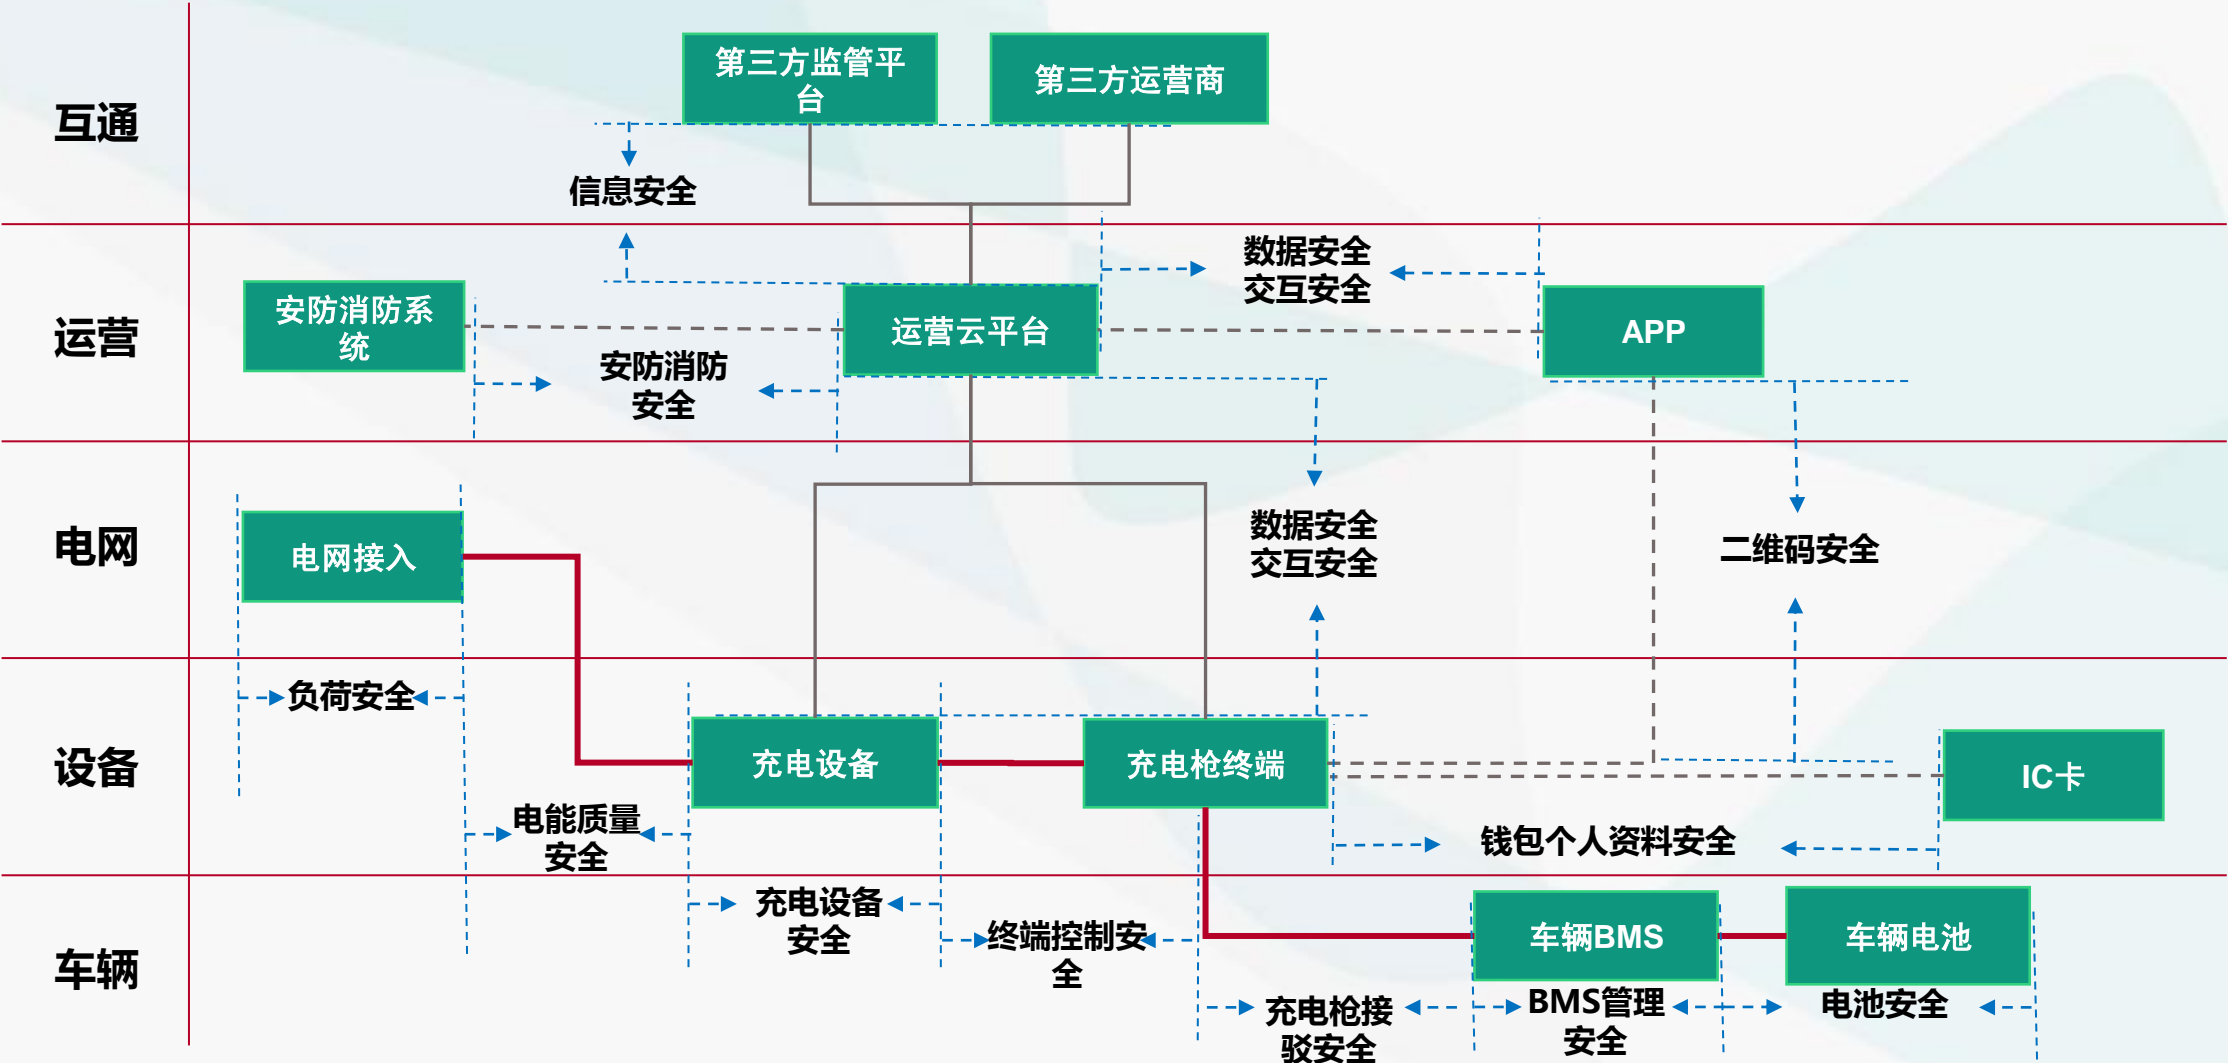 第三方监管平
台
第三方运营商
互通
信息安全
数据安全
交互安全
安防消防系
统
运营云平台
APP
运营
安防消防
安全
电网接入
数据安全
交互安全
二维码安全
电网
负荷安全
充电设备
充电枪终端
IC卡
设备
电能质量
安全
钱包个人资料安全
充电设备
安全
终端控制安
全
车辆BMS
车辆电池
车辆
充电枪接
驳安全
BMS管理
安全
电池安全